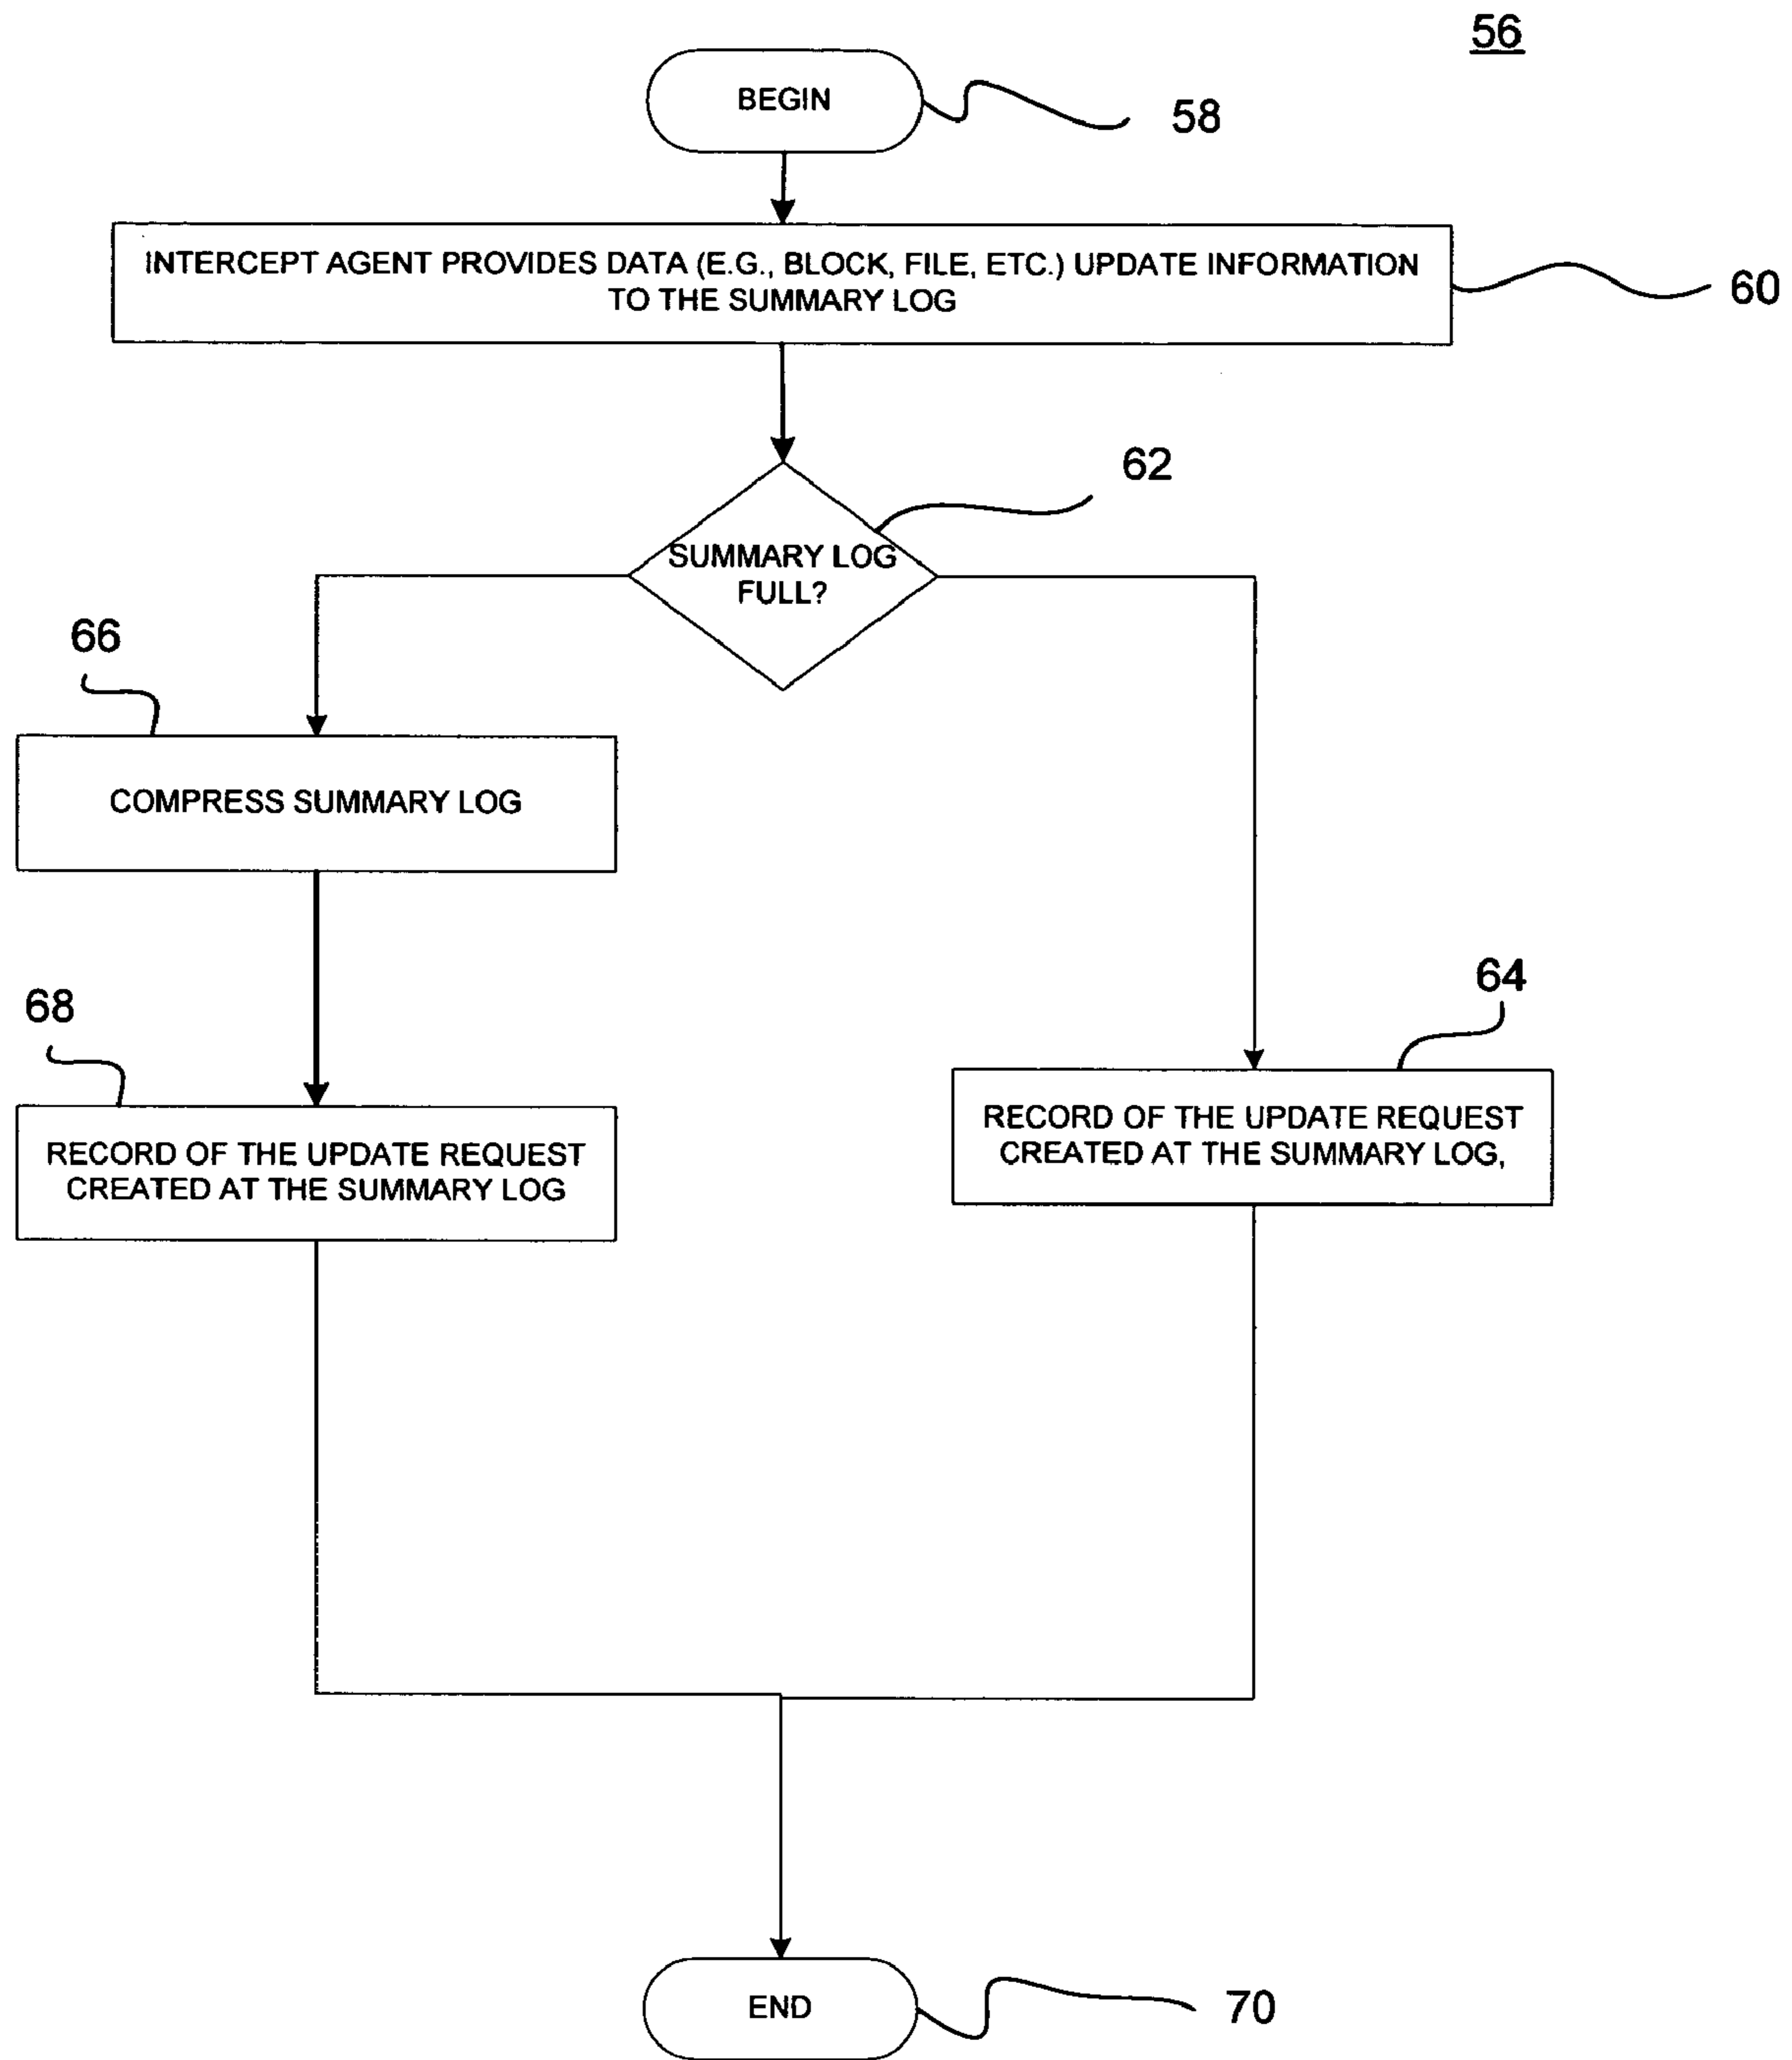 56
BEGIN
58
INTERCEPT AGENT PROVIDES DATA (E.G., BLOCK, FILE, ETC.) UPDATE INFORMATION
TO THE SUMMARY LOG
60
62
SUMMARY LOG
FULL?
66
COMPRESS SUMMARY LOG
64
68
RECORD OF THE UPDATE REQUEST
CREATED AT THE SUMMARY LOG,
RECORD OF THE UPDATE REQUEST
CREATED AT THE SUMMARY LOG
END
70